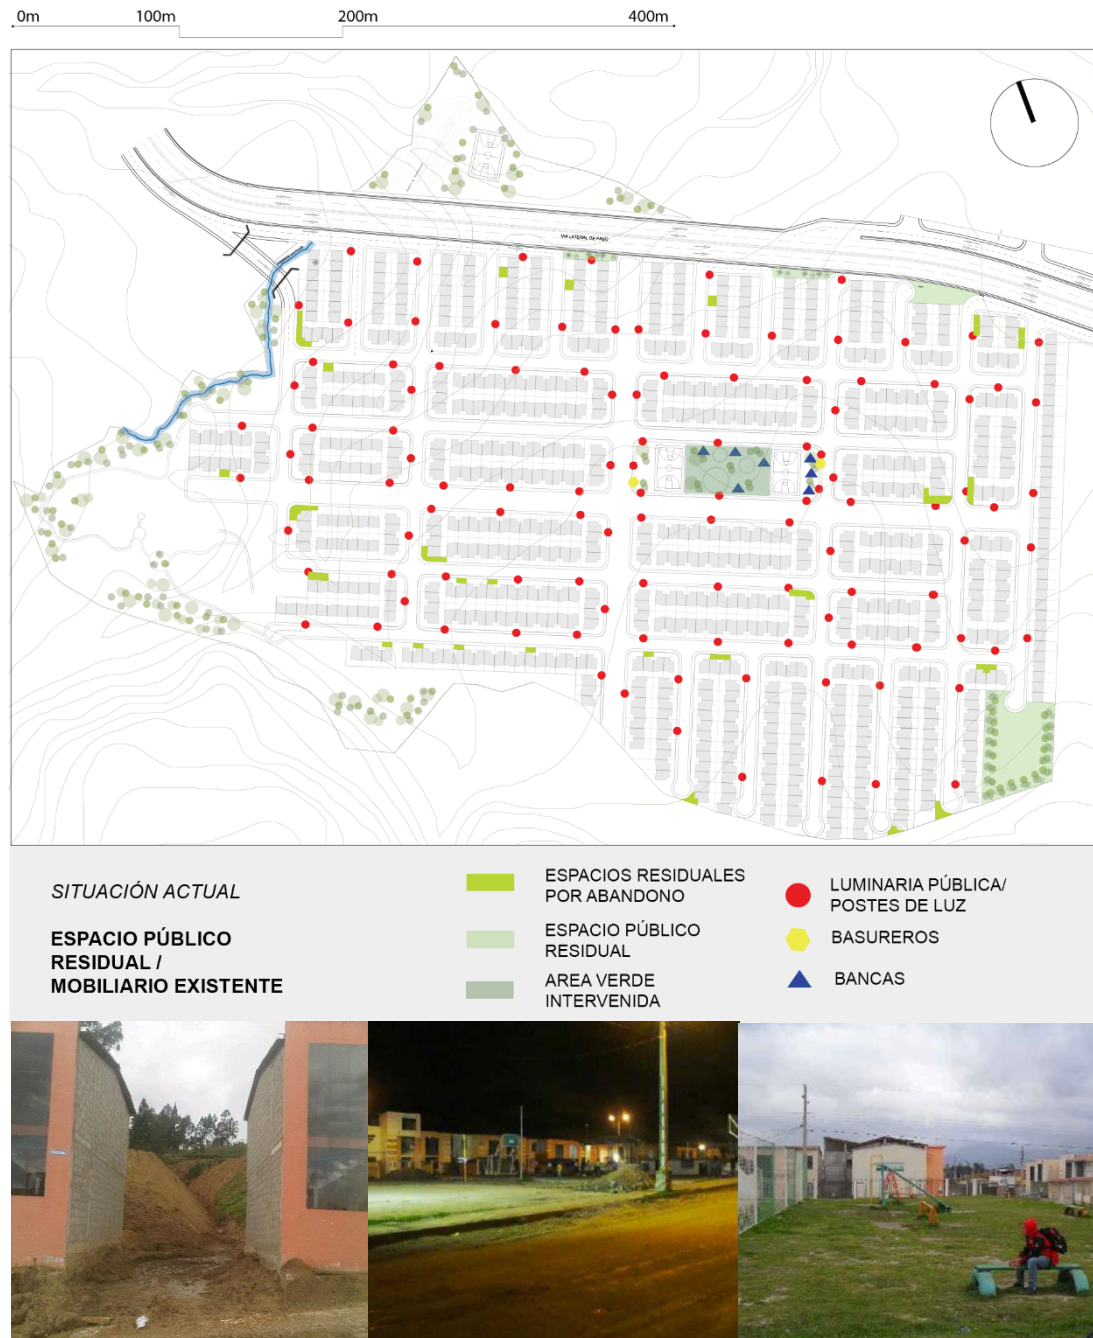 0m 100m 200m 400m
VIA LATERAL DE PASO
SITUACIÓN ACTUAL
ESPACIO PÚBLICO
RESIDUAL /
MOBILIARIO EXISTENTE
ESPACIOS RESIDUALES
POR ABANDONO
ESPACIO PÚBLICO
RESIDUAL
AREA VERDE
INTERVENIDA
LUMINARIA PÚBLICA/
POSTES DE LUZ
BASUREROS
BANCAS